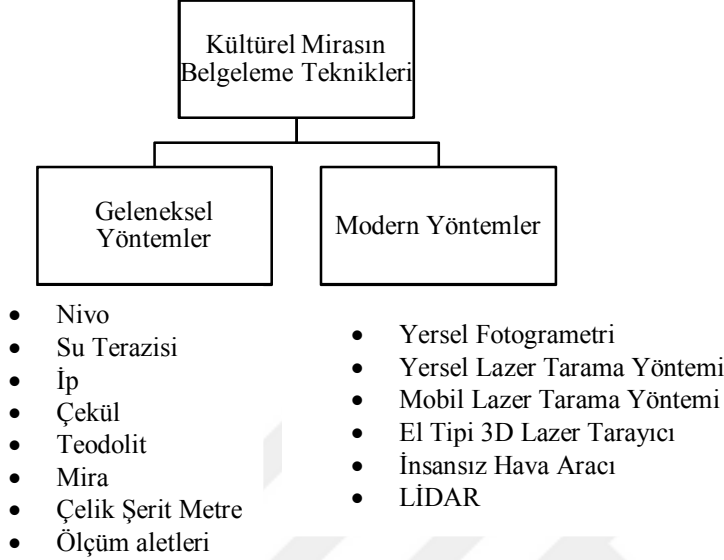 Kültürel Mirasın
Belgeleme Teknikleri
Geleneksel
Yöntemler
Modern Yöntemler
• Nivo
• Su Terazisi
• İp
• Çekül
• Teodolit
• Mira
• Çelik Şerit Metre
• Ölçüm aletleri
• Yersel Fotogrametri
• Yersel Lazer Tarama Yöntemi
• Mobil Lazer Tarama Yöntemi
• El Tipi 3D Lazer Tarayıcı
• İnsansız Hava Aracı
• LİDAR